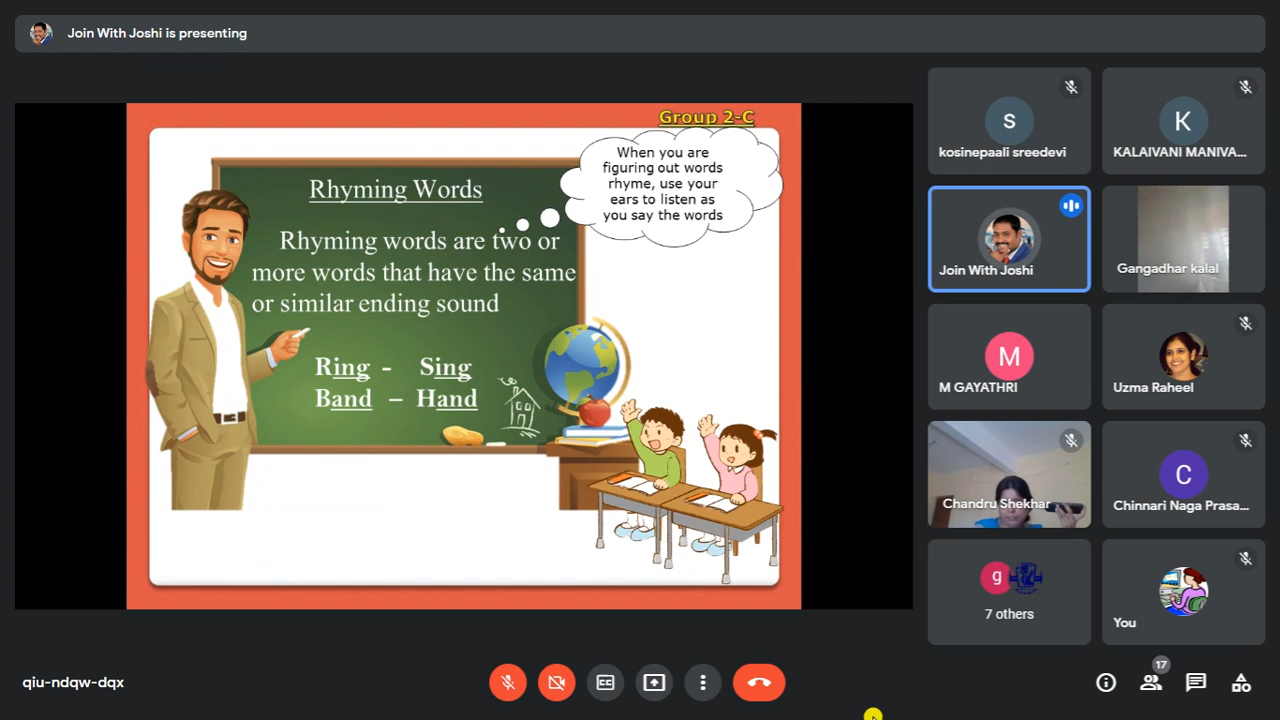 Join With Joshi is presenting
Group 2-C
When you are
figuring out words
rhyme, use your
ears to listen as
you say the words
Rhyming Words
Rhyming words are two or
more words that have the same
or similar ending sound
Ring - Sing
Band – Hand
s
kosinepaali sreedevi
K
KALAIVANI MANIVA...
Join With Joshi
Gangadhar kalal
M
M GAYATHRI
Uzma Raheel
Chandru Shekhar
C
Chinnari Naga Prasa...
g
7 others
You
qiu-ndqw-dqx
CC
17